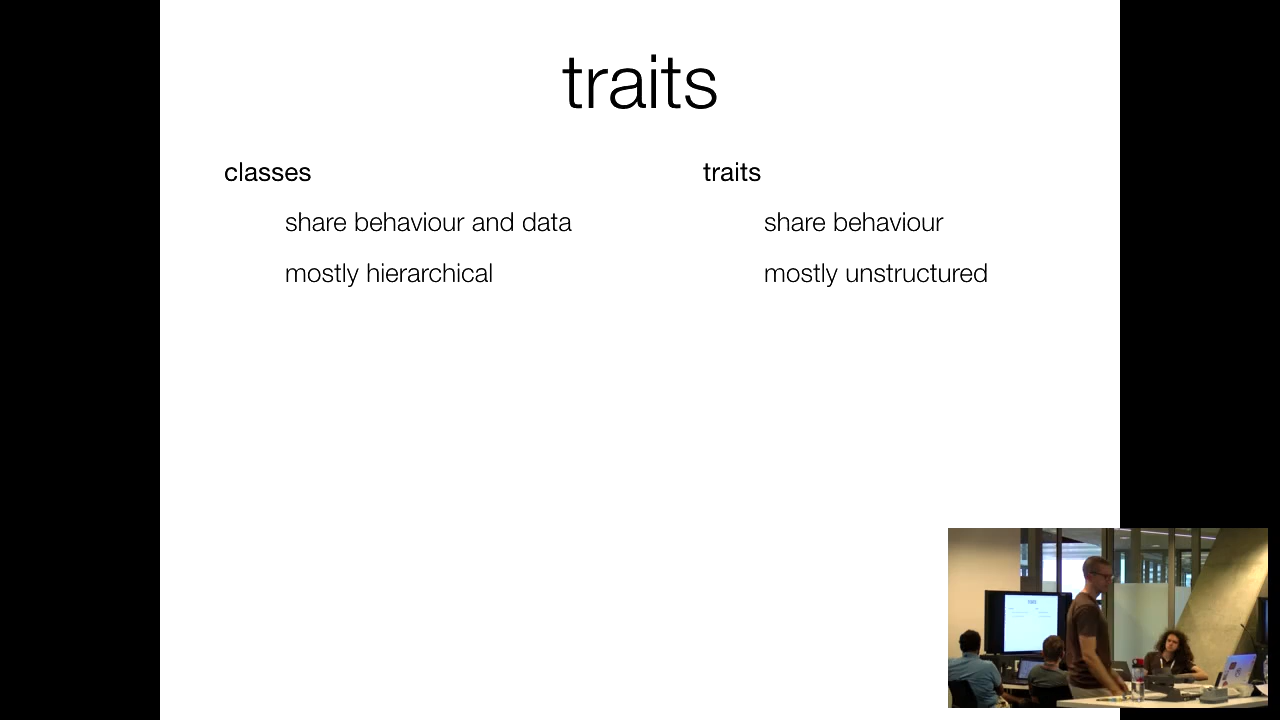 traits
classes
share behaviour and data
mostly hierarchical
traits
share behaviour
mostly unstructured